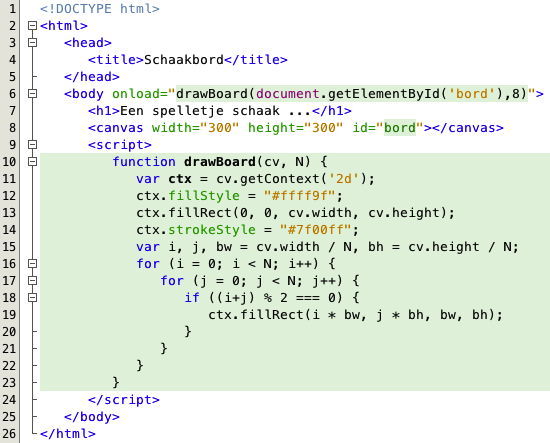 1 <!DOCTYPE html>
2 <html>
3 <head>
4 <title>Schaakbord</title>
5 </head>
6 <body onload="drawBoard(document.getElementById('bord'),8)">
7 <h1>Een spelletje schaak ...</h1>
8 <canvas width="300" height="300" id="bord"></canvas>
9 <script>
10 function drawBoard(cv, N) {
11 var ctx = cv.getContext('2d');
12 ctx.fillStyle = "#ffff9f";
13 ctx.fillRect(0, 0, cv.width, cv.height);
14 ctx.strokeStyle = "#7f00ff";
15 var i, j, bw = cv.width / N, bh = cv.height / N;
16 for (i = 0; i < N; i++) {
17 for (j = 0; j < N; j++) {
18 if ((i+j) % 2 === 0) {
19 ctx.fillRect(i * bw, j * bh, bw, bh);
20 }
21 }
22 }
23 }
24 </script>
25 </body>
26 </html>